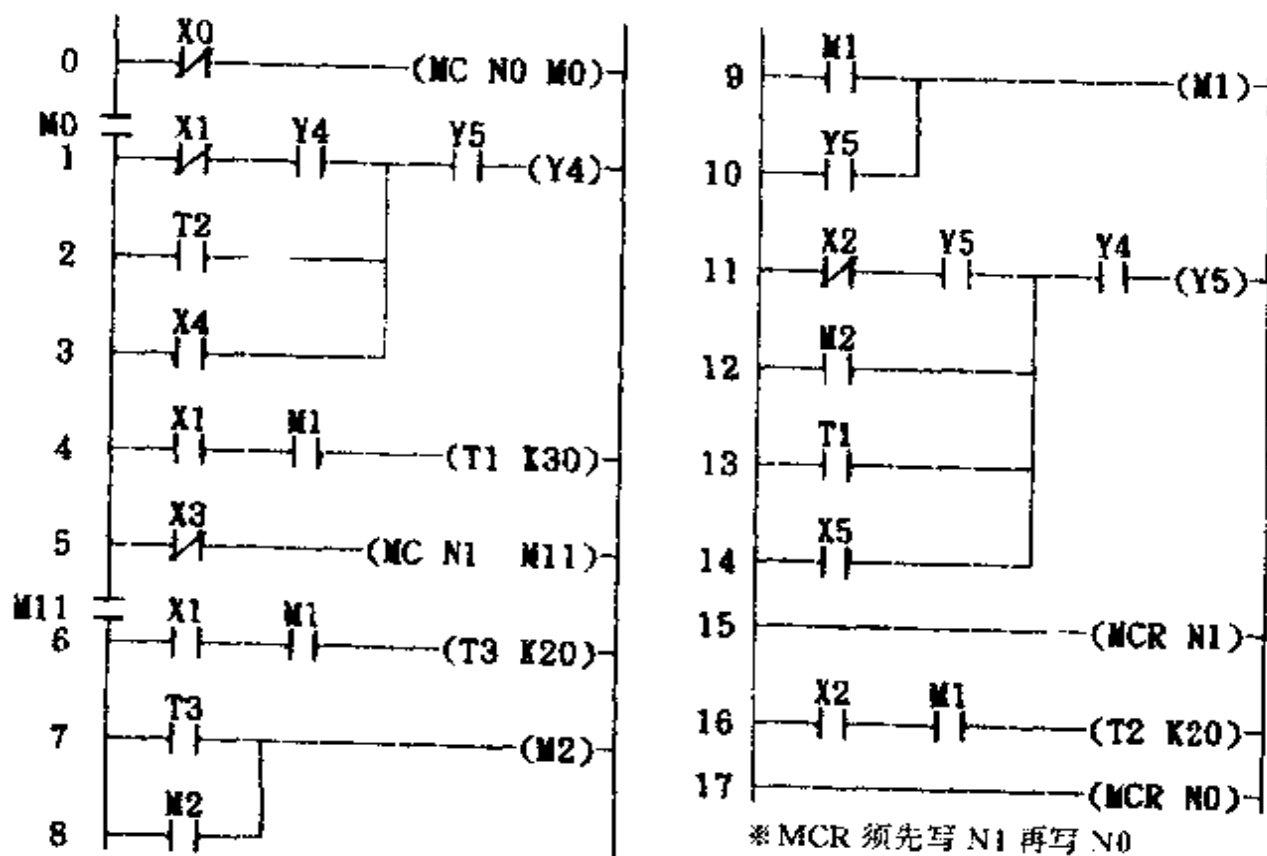 X0
0 (MC N0 M0)
M0
X1 Y4 Y5
1 (Y4)
T2
2
X4
3
X1 M1
4 (T1 K30)
X3
5 (MC N1 M11)
M11
X1 M1
6 (T3 K20)
T3
7 (M2)
M2
8
M1
9 (M1)
Y5
10
X2 Y5 Y4
11 (Y5)
M2
12
T1
13
X5
14
15 (MCR N1)
X2 M1
16 (T2 K20)
17 (MCR N0)
※MCR 须先写 N1 再写 N0